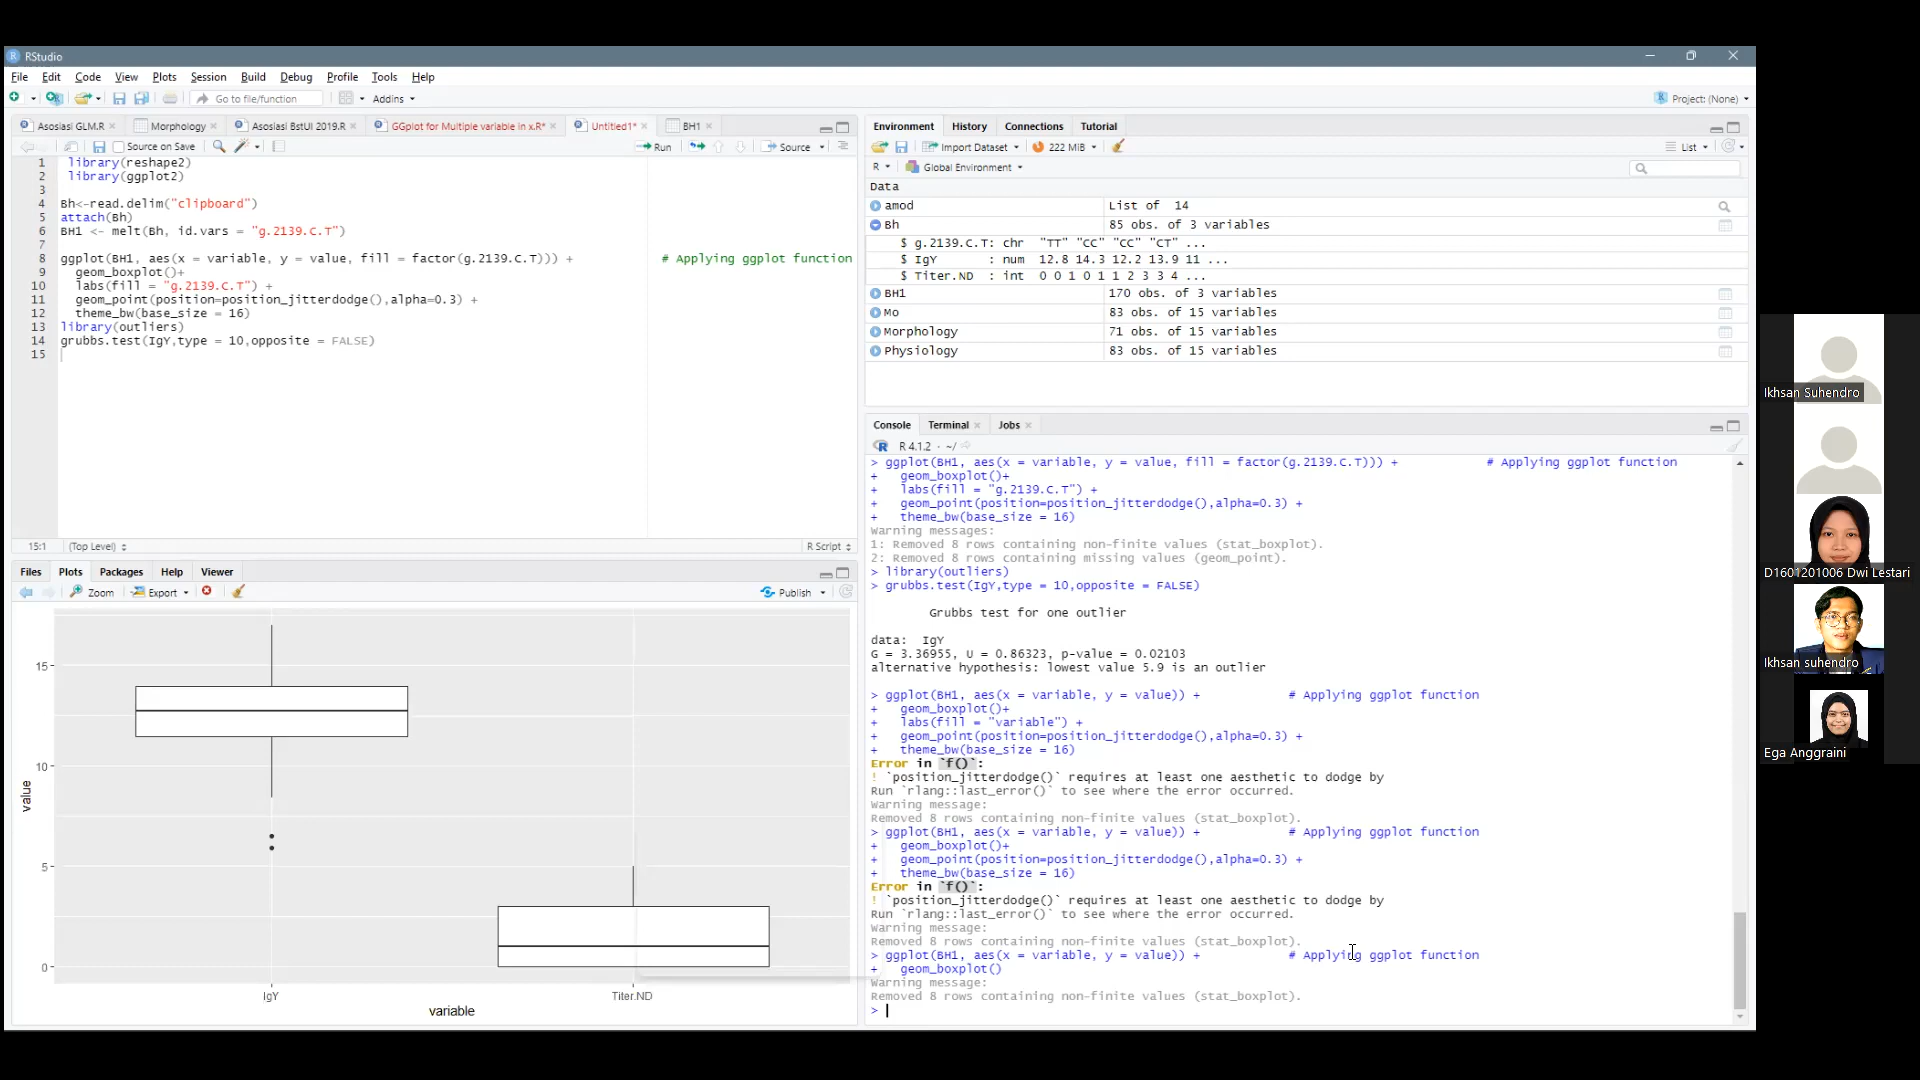 RStudio
File Edit Code View Plots Session Build Debug Profile Tools Help
Go to file/function Addins Project: (None)
Asosiasi GLM.R Morphology Asosiasi BstUI 2019.R GGplot for Multiple variable in x.R* Untitled1* BH1
Source on Save Run Source
1 library(reshape2)
2 library(ggplot2)
3
4 Bh<-read.delim("clipboard")
5 attach(Bh)
6 BH1 <- melt(Bh, id.vars = "g.2139.C.T")
7
8 ggplot(BH1, aes(x = variable, y = value, fill = factor(g.2139.C.T))) + # Applying ggplot function
9 geom_boxplot()+
10 labs(fill = "g.2139.C.T") +
11 geom_point(position=position_jitterdodge(),alpha=0.3) +
12 theme_bw(base_size = 16)
13 library(outliers)
14 grubbs.test(IgY,type = 10,opposite = FALSE)
15
15:1 (Top Level) R Script
Files Plots Packages Help Viewer
Zoom Export Publish
value
15
10
5
0
IgY Titer.ND
variable
Environment History Connections Tutorial
Import Dataset 222 MiB List
R Global Environment
Data
amod List of 14
Bh 85 obs. of 3 variables
$ g.2139.C.T: chr "TT" "CC" "CC" "CT" ...
$ IgY : num 12.8 14.3 12.2 13.9 11 ...
$ Titer.ND : int 0 0 1 0 1 1 2 3 3 4 ...
BH1 170 obs. of 3 variables
Mo 83 obs. of 15 variables
Morphology 71 obs. of 15 variables
Physiology 83 obs. of 15 variables
Console Terminal Jobs
R 4.1.2 · ~/
> ggplot(BH1, aes(x = variable, y = value, fill = factor(g.2139.C.T))) + # Applying ggplot function
+ geom_boxplot()+
+ labs(fill = "g.2139.C.T") +
+ geom_point(position=position_jitterdodge(),alpha=0.3) +
+ theme_bw(base_size = 16)
Warning messages:
1: Removed 8 rows containing non-finite values (stat_boxplot).
2: Removed 8 rows containing missing values (geom_point).
> library(outliers)
> grubbs.test(IgY,type = 10,opposite = FALSE)
Grubbs test for one outlier
data: IgY
G = 3.36955, U = 0.86323, p-value = 0.02103
alternative hypothesis: lowest value 5.9 is an outlier
> ggplot(BH1, aes(x = variable, y = value)) + # Applying ggplot function
+ geom_boxplot()+
+ labs(fill = "variable") +
+ geom_point(position=position_jitterdodge(),alpha=0.3) +
+ theme_bw(base_size = 16)
Error in `f()`:
! `position_jitterdodge()` requires at least one aesthetic to dodge by
Run `rlang::last_error()` to see where the error occurred.
Warning message:
Removed 8 rows containing non-finite values (stat_boxplot).
> ggplot(BH1, aes(x = variable, y = value)) + # Applying ggplot function
+ geom_boxplot()+
+ geom_point(position=position_jitterdodge(),alpha=0.3) +
+ theme_bw(base_size = 16)
Error in `f()`:
! `position_jitterdodge()` requires at least one aesthetic to dodge by
Run `rlang::last_error()` to see where the error occurred.
Warning message:
Removed 8 rows containing non-finite values (stat_boxplot).
> ggplot(BH1, aes(x = variable, y = value)) + # Applying ggplot function
+ geom_boxplot()
Warning message:
Removed 8 rows containing non-finite values (stat_boxplot).
>
Ikhsan Suhendro
D1601201006 Dwi Lestari
Ikhsan suhendro
Ega Anggraini